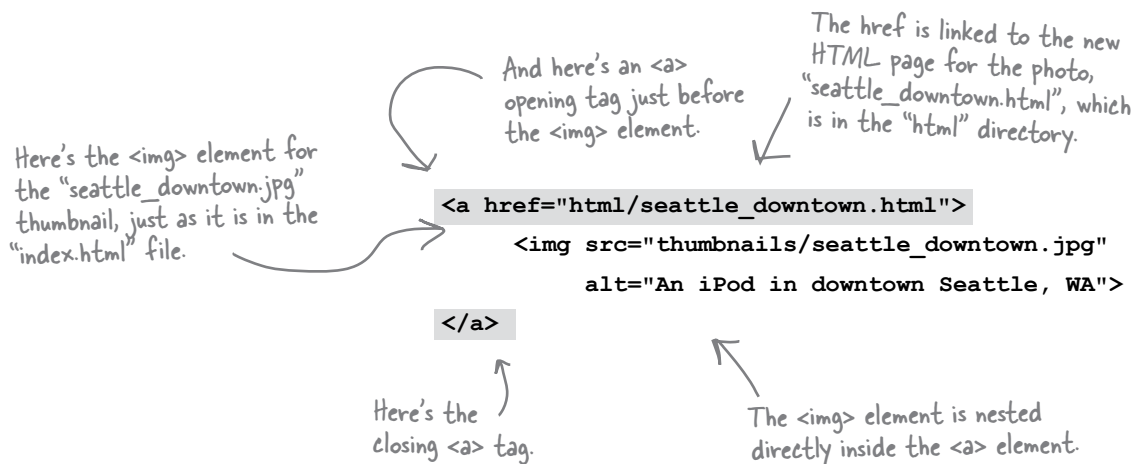 The href is linked to the new
HTML page for the photo,
“seattle_downtown.html”, which
is in the “html” directory.
And here’s an <a>
opening tag just before
the <img> element.
Here’s the <img> element for
the “seattle_downtown.jpg”
thumbnail, just as it is in the
“index.html” file.
<a href="html/seattle_downtown.html">
<img src="thumbnails/seattle_downtown.jpg"
alt="An iPod in downtown Seattle, WA">
</a>
Here’s the
closing <a> tag.
The <img> element is nested
directly inside the <a> element.